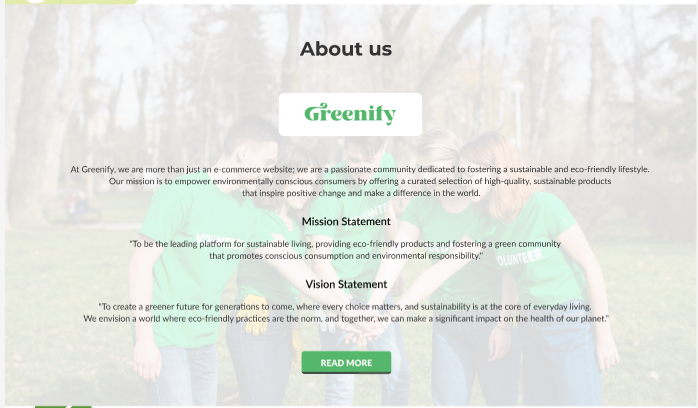 About us
Greenify
At Greenify, we are more than just an e-commerce website; we are a passionate community dedicated to fostering a sustainable and eco-friendly lifestyle.
Our mission is to empower environmentally conscious consumers by offering a curated selection of high-quality, sustainable products
that inspire positive change and make a difference in the world.
Mission Statement
"To be the leading platform for sustainable living, providing eco-friendly products and fostering a green community
that promotes conscious consumption and environmental responsibility."
Vision Statement
"To create a greener future for generations to come, where every choice matters, and sustainability is at the core of everyday living.
We envision a world where eco-friendly practices are the norm, and together, we can make a significant impact on the health of our planet."
READ MORE